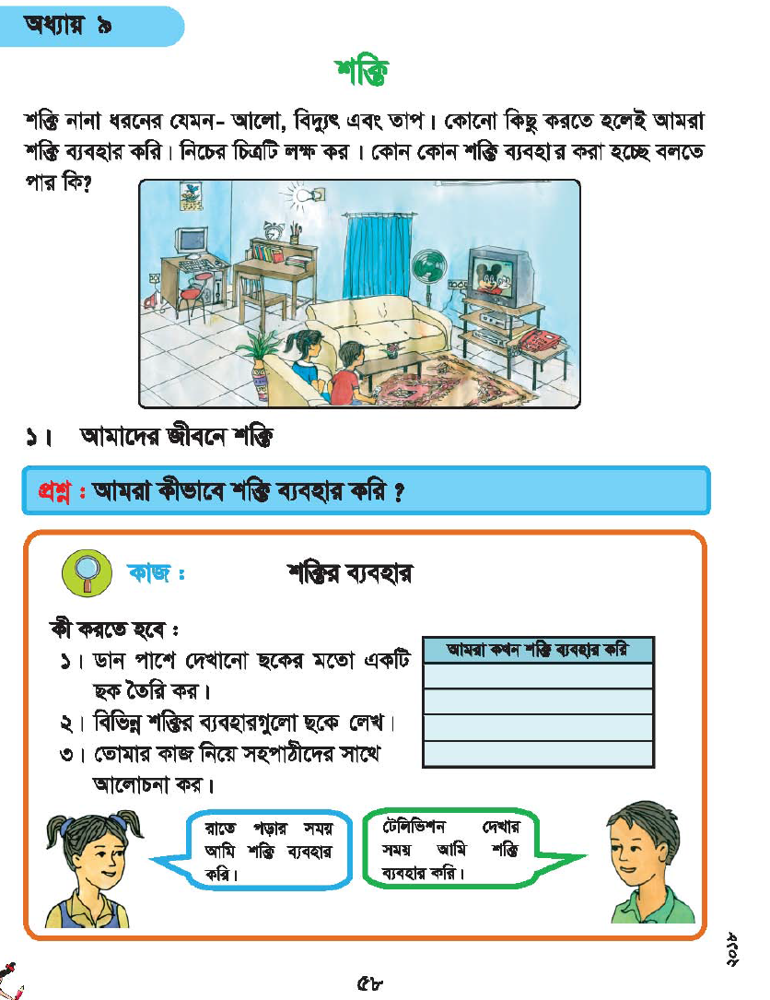 অধ্যায় ৯
শক্তি
শক্তি নানা ধরনের যেমন- আলো, বিদ্যুৎ এবং তাপ। কোনো কিছু করতে হলেই আমরা
শক্তি ব্যবহার করি। নিচের চিত্রটি লক্ষ কর । কোন কোন শক্তি ব্যবহার করা হচ্ছে বলতে
পার কি?
১। আমাদের জীবনে শক্তি
প্রশ্ন : আমরা কীভাবে শক্তি ব্যবহার করি ?
কাজ : শক্তির ব্যবহার
কী করতে হবে :
১। ডান পাশে দেখানো ছকের মতো একটি
ছক তৈরি কর।
২। বিভিন্ন শক্তির ব্যবহারগুলো ছকে লেখ।
৩। তোমার কাজ নিয়ে সহপাঠীদের সাথে
আলোচনা কর।
আমরা কখন শক্তি ব্যবহার করি
রাতে পড়ার সময়
আমি শক্তি ব্যবহার
করি।
টেলিভিশন দেখার
সময় আমি শক্তি
ব্যবহার করি।
২০১৮
৫৮